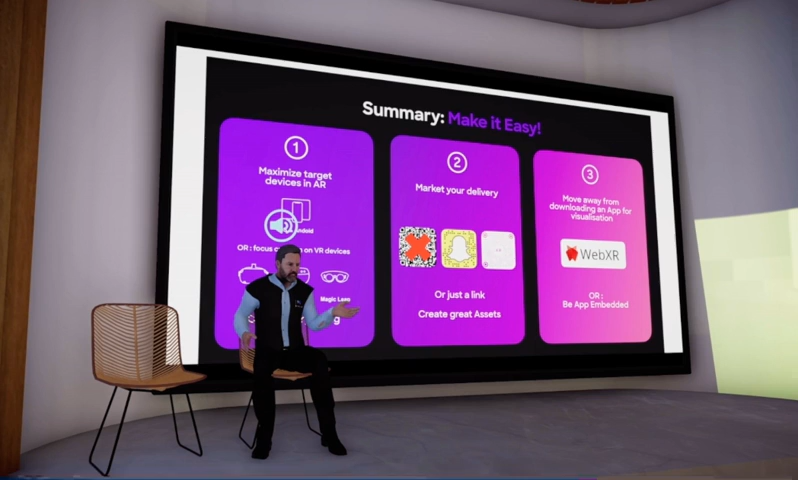 Summary: Make it Easy!
1
Maximize target
devices in AR
OR : focus
on VR devices
Magic Leap
2
Market your delivery
Or just a link
Create great Assets
3
Move away from
downloading an App for
visualisation
WebXR
OR :
Be App Embedded